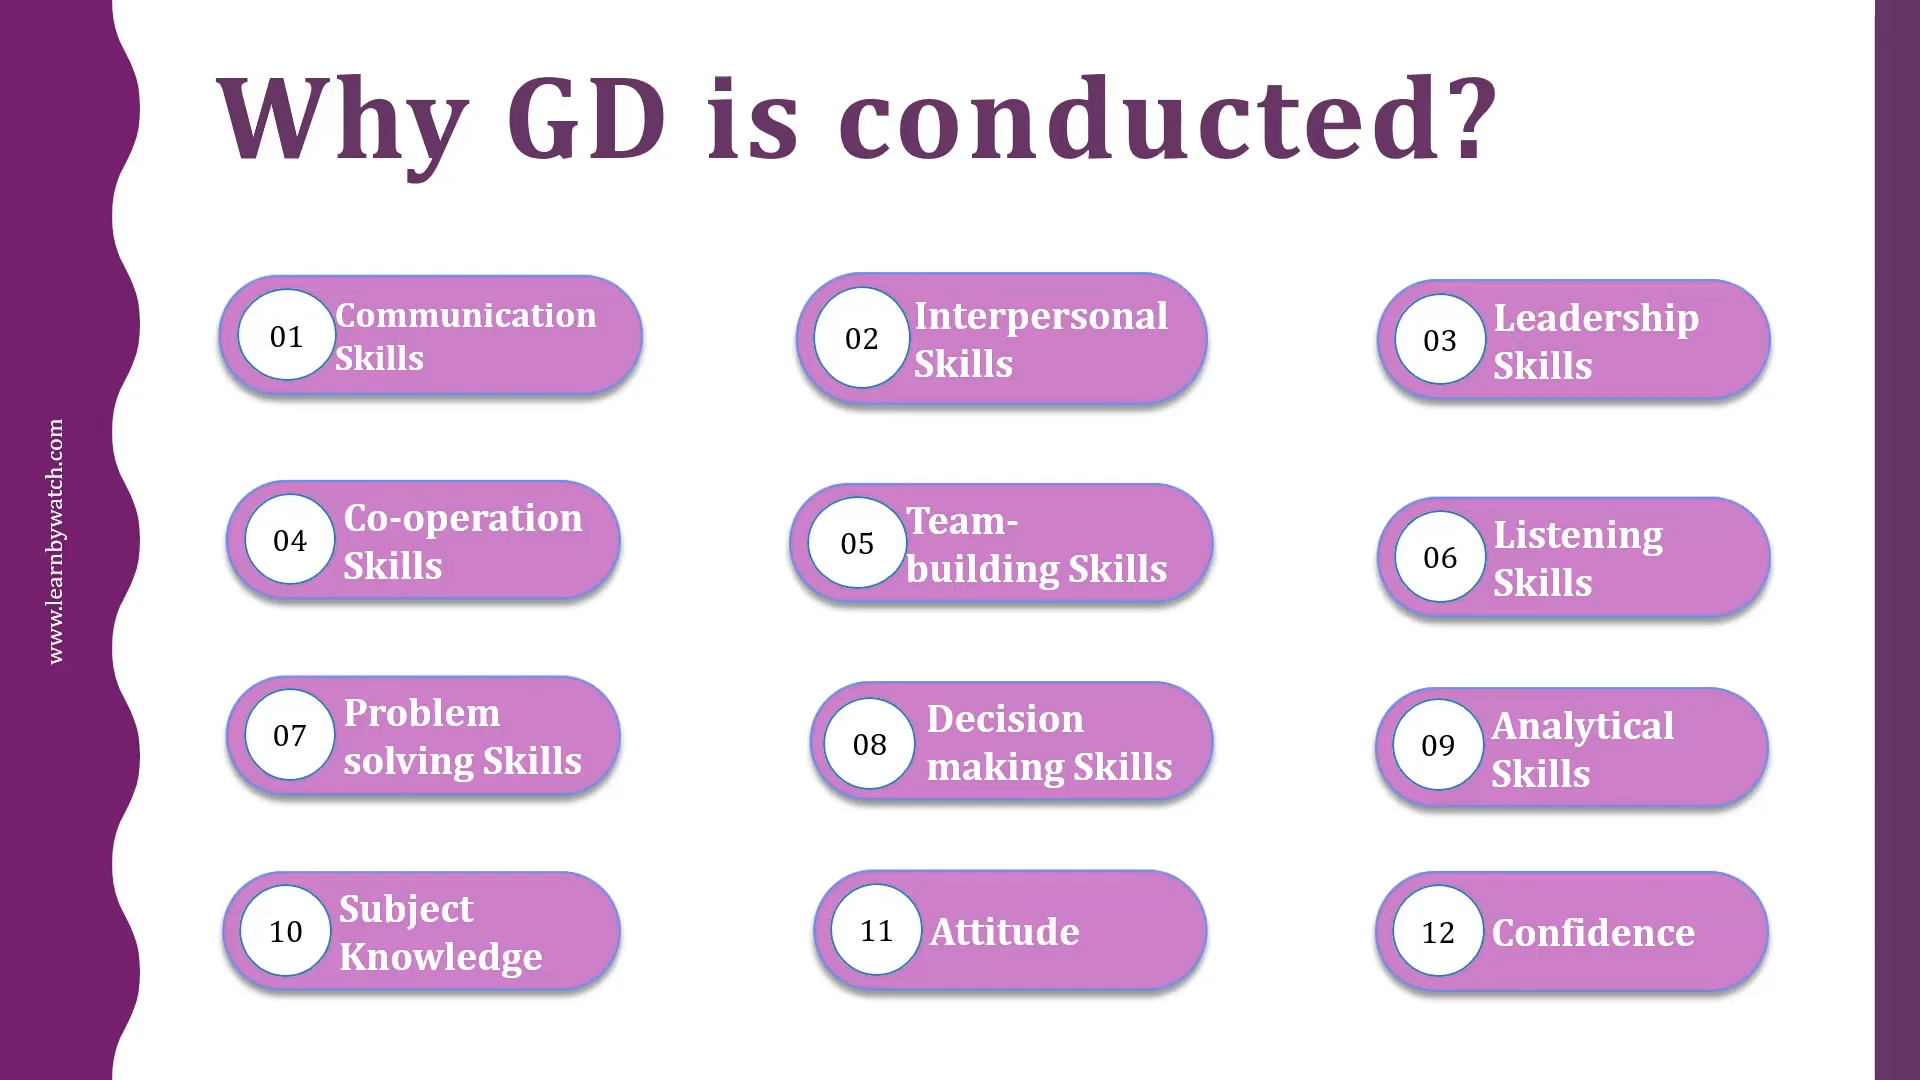 Why GD is conducted?
01
Communication
Skills
02
Interpersonal
Skills
03
Leadership
Skills
04
Co-operation
Skills
05
Team-
building Skills
06
Listening
Skills
07
Problem
solving Skills
08
Decision
making Skills
09
Analytical
Skills
10
Subject
Knowledge
11
Attitude
12
Confidence
www.learnbywatch.com